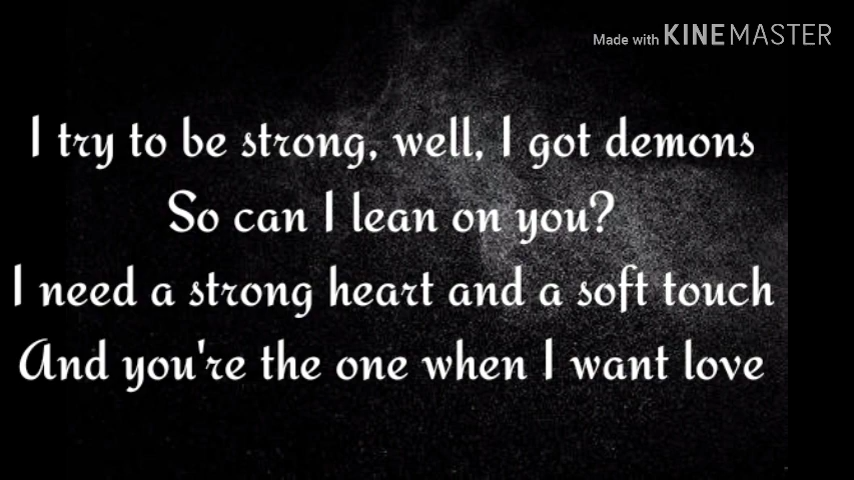 Made with KINEMASTER
I try to be strong, well, I got demons
So can I lean on you?
I need a strong heart and a soft touch
And you're the one when I want love